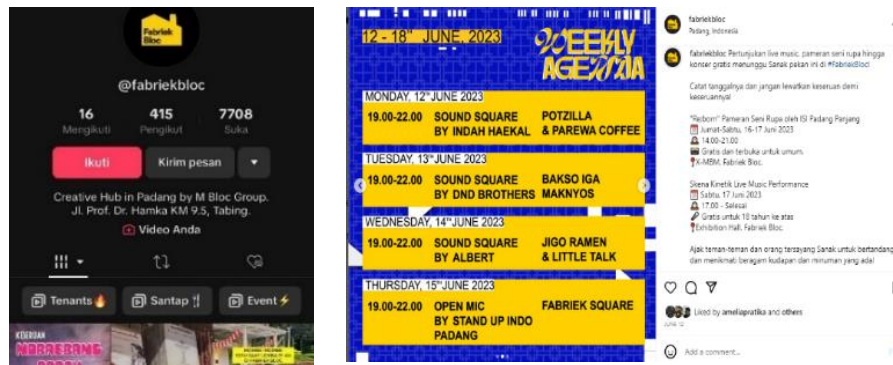 Fabriek
Bloc
@fabriekbloc
16 415 7708
Mengikuti Pengikut Suka
Ikuti Kirim pesan
Creative Hub in Padang by M Bloc Group.
Jl. Prof. Dr. Hamka KM 9.5, Tabing.
Video Anda
Tenants Santap Event
KESERUAN
12 - 18TH JUNE, 2023
WEEKLY
AGENDA
MONDAY, 12TH JUNE 2023
19.00-22.00 SOUND SQUARE POTZILLA
BY INDAH HAEKAL & PAREWA COFFEE
TUESDAY, 13TH JUNE 2023
19.00-22.00 SOUND SQUARE BAKSO IGA
BY DND BROTHERS MAKNYOS
WEDNESDAY, 14TH JUNE 2023
19.00-22.00 SOUND SQUARE JIGO RAMEN
BY ALBERT & LITTLE TALK
THURSDAY, 15TH JUNE 2023
19.00-22.00 OPEN MIC FABRIEK SQUARE
BY STAND UP INDO
PADANG
fabriekbloc
Padang, Indonesia
fabriekbloc Pertunjukan live music, pameran seni rupa hingga
konser gratis menunggu Sanak pekan ini di #FabriekBloc!
Catat tanggalnya dan jangan lewatkan keseruan demi
keseruannya!
"Reborn" Pameran Seni Rupa oleh ISI Padang Panjang
Jumat-Sabtu, 16-17 Juni 2023
14.00-21.00
Gratis dan terbuka untuk umum.
X-MBM, Fabriek Bloc.
Skena Kinetik Live Music Performance
Sabtu, 17 Juni 2023
17.00 - Selesai
Gratis untuk 18 tahun ke atas
Exhibition Hall, Fabriek Bloc.
Ajak teman-teman dan orang tersayang Sanak untuk bertandang
dan menikmati beragam kudapan dan minuman yang ada!
Liked by ameliapratika and others
JUNE 12
Add a comment...